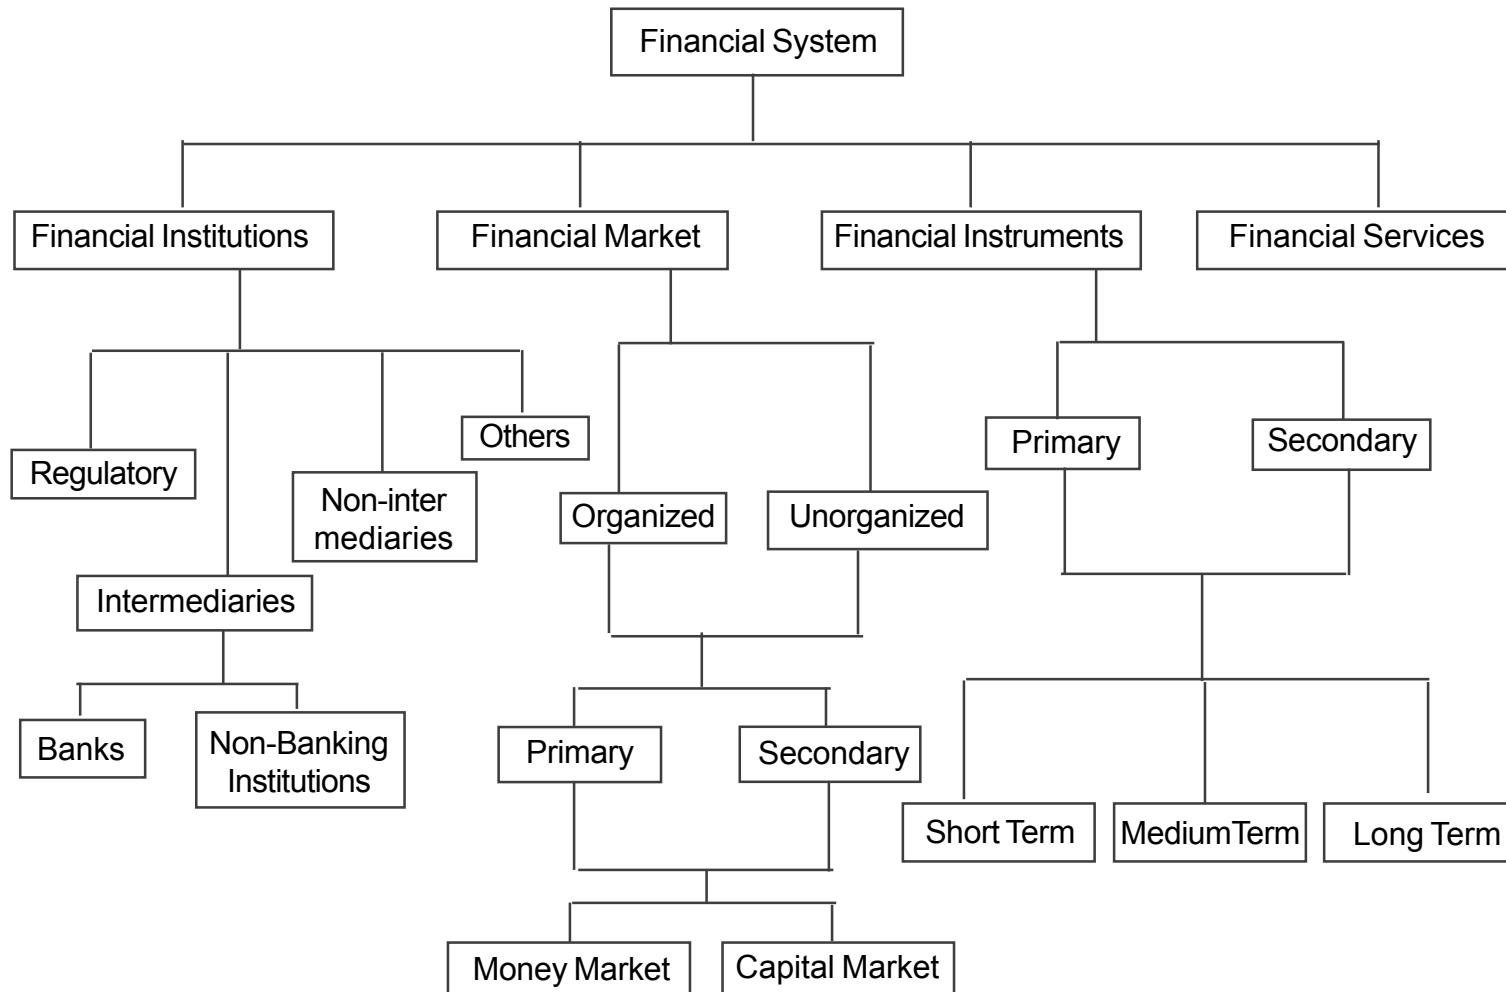 Financial System
Financial Institutions
Financial Market
Financial Instruments
Financial Services
Regulatory
Intermediaries
Non-inter
mediaries
Others
Banks
Non-Banking
Institutions
Organized
Unorganized
Primary
Secondary
Money Market
Capital Market
Primary
Secondary
Short Term
MediumTerm
Long Term